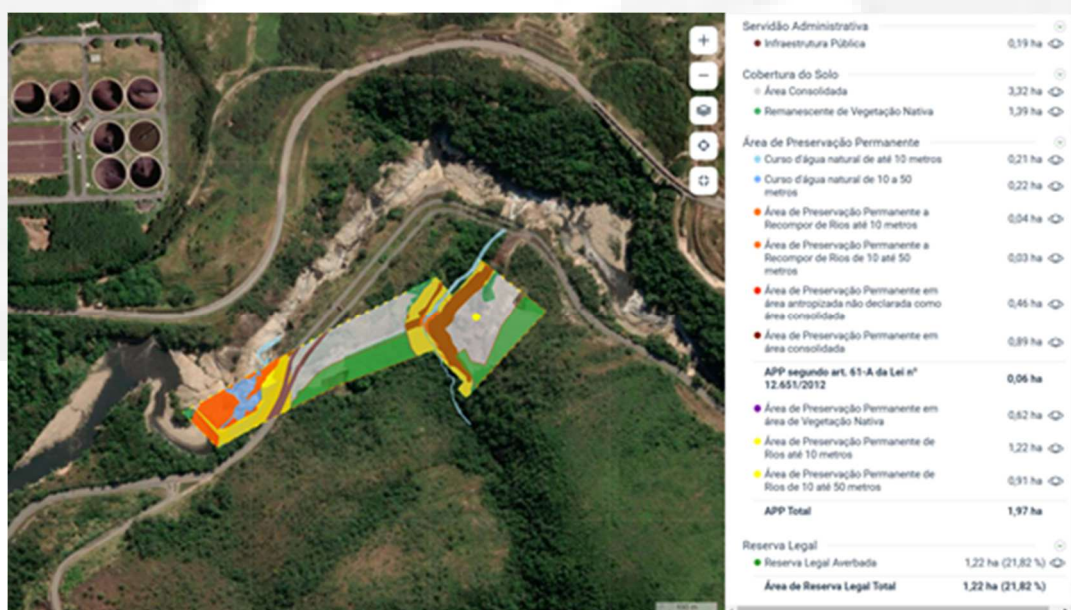 Servidão Administrativa
Infraestrutura Pública 0,19 ha
Cobertura do Solo
Área Consolidada 3,32 ha
Remanescente de Vegetação Nativa 1,39 ha
Área de Preservação Permanente
Curso d'água natural de até 10 metros 0,21 ha
Curso d'água natural de 10 a 50
metros 0,22 ha
Área de Preservação Permanente a
Recompor de Rios até 10 metros 0,04 ha
Área de Preservação Permanente a
Recompor de Rios de 10 até 50
metros 0,03 ha
Área de Preservação Permanente em
área antropizada não declarada como
área consolidada 0,46 ha
Área de Preservação Permanente em
área consolidada 0,89 ha
APP segundo art. 61-A da Lei nº
12.651/2012 0,06 ha
Área de Preservação Permanente em
área de Vegetação Nativa 0,62 ha
Área de Preservação Permanente de
Rios até 10 metros 1,22 ha
Área de Preservação Permanente de
Rios de 10 até 50 metros 0,91 ha
APP Total 1,97 ha
Reserva Legal
Reserva Legal Averbada 1,22 ha (21,82 %)
Área de Reserva Legal Total 1,22 ha (21,82 %)